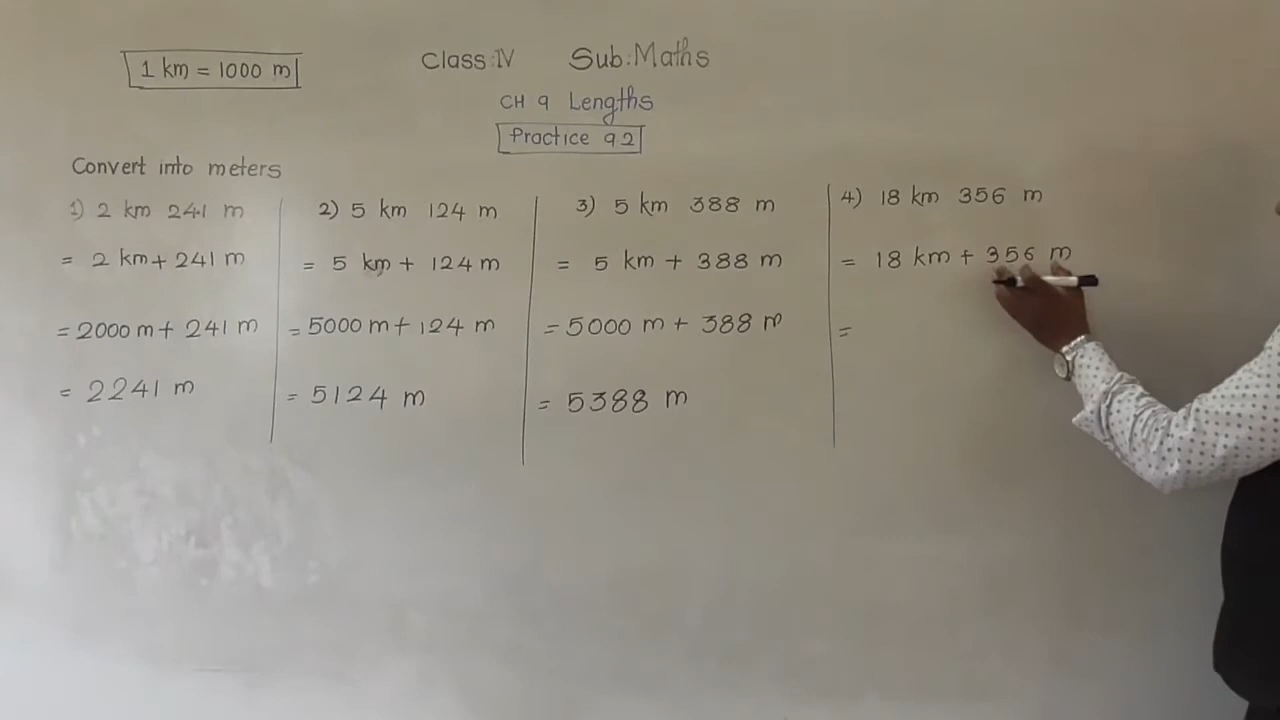 1 km = 1000 m
Class: IV Sub: Maths
CH 9 Lengths
Practice 9 2
Convert into meters
1) 2 km 241 m
= 2 km + 241 m
= 2000 m + 241 m
= 2241 m
2) 5 km 124 m
= 5 km + 124 m
= 5000 m + 124 m
= 5124 m
3) 5 km 388 m
= 5 km + 388 m
= 5000 m + 388 m
= 5388 m
4) 18 km 356 m
= 18 km + 356 m
=